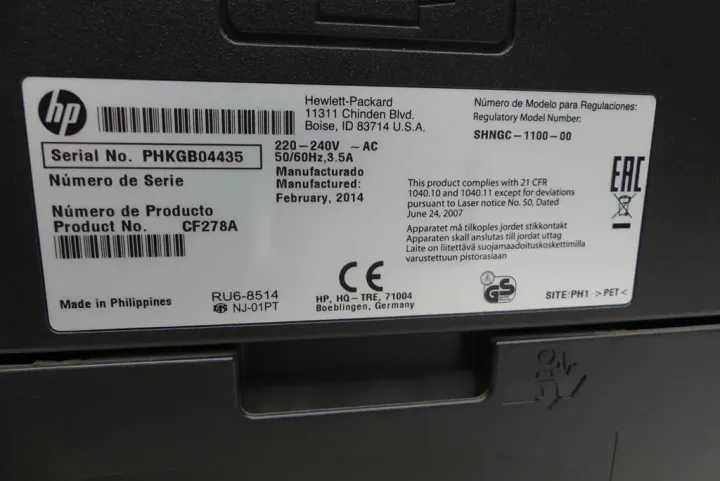 hp
Hewlett-Packard
11311 Chinden Blvd.
Boise, ID 83714 U.S.A.
Número de Modelo para Regulaciones:
Regulatory Model Number:
SHNGC-1100-00
Serial No. PHKGB04435
Número de Serie
220-240V ~ AC
50/60Hz,3.5A
Manufacturado
Manufactured
February, 2014
Número de Producto
Product No. CF278A
This product complies with 21 CFR
1040.10 and 1040.11 except for deviations
pursuant to Laser notice No. 50, Dated
June 24, 2007
EAC
Apparatet må tilkoples jordet stikkontakt
Apparaten skall anslutas till jordat uttag
Laite on liitettävä suojamaadoituskoskettimilla
varustettuun pistorasiaan
Made in Philippines
RU6-8514
NJ-01PT
CE
HP, HQ-TRE, 71004
Boeblingen, Germany
GS
SITE:PH1 >PET<